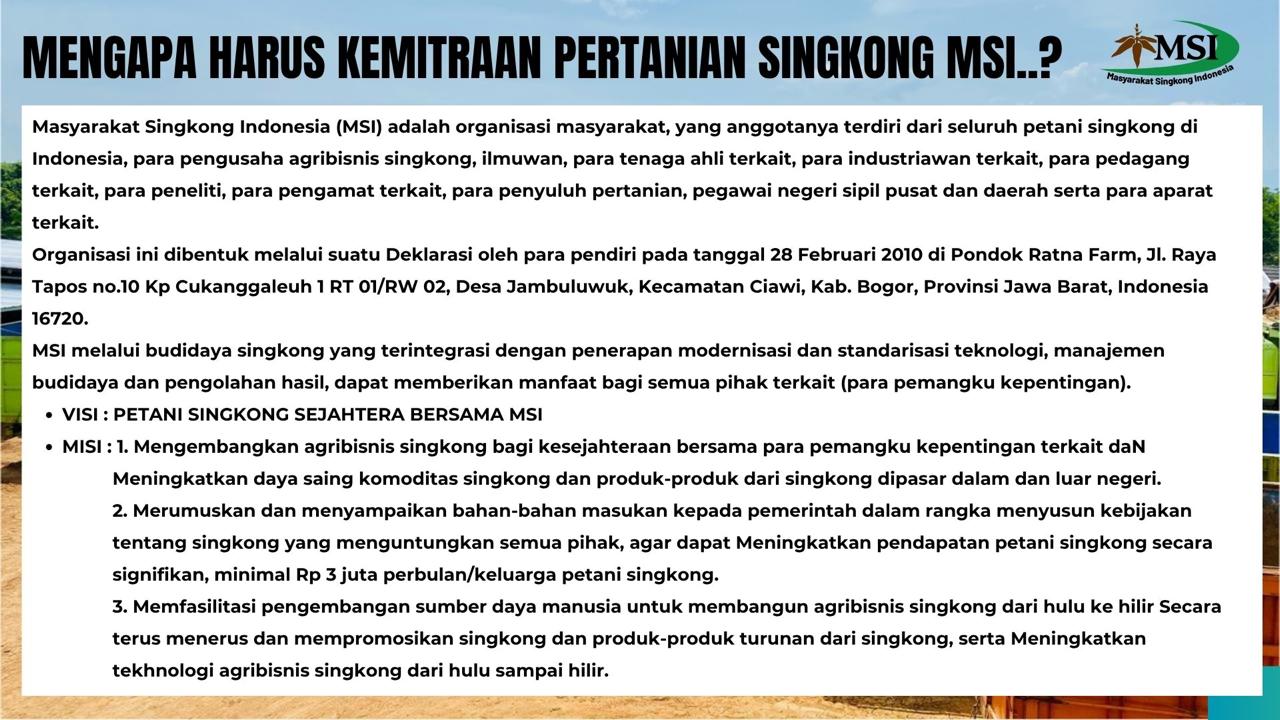 MENGAPA HARUS KEMITRAAN PERTANIAN SINGKONG MSI..?
MSI
Masyarakat Singkong Indonesia
Masyarakat Singkong Indonesia (MSI) adalah organisasi masyarakat, yang anggotanya terdiri dari seluruh petani singkong di
Indonesia, para pengusaha agribisnis singkong, ilmuwan, para tenaga ahli terkait, para industriawan terkait, para pedagang
terkait, para peneliti, para pengamat terkait, para penyuluh pertanian, pegawai negeri sipil pusat dan daerah serta para aparat
terkait.
Organisasi ini dibentuk melalui suatu Deklarasi oleh para pendiri pada tanggal 28 Februari 2010 di Pondok Ratna Farm, Jl. Raya
Tapos no.10 Kp Cukanggaleuh 1 RT 01/RW 02, Desa Jambuluwuk, Kecamatan Ciawi, Kab. Bogor, Provinsi Jawa Barat, Indonesia
16720.
MSI melalui budidaya singkong yang terintegrasi dengan penerapan modernisasi dan standarisasi teknologi, manajemen
budidaya dan pengolahan hasil, dapat memberikan manfaat bagi semua pihak terkait (para pemangku kepentingan).
• VISI : PETANI SINGKONG SEJAHTERA BERSAMA MSI
• MISI : 1. Mengembangkan agribisnis singkong bagi kesejahteraan bersama para pemangku kepentingan terkait daN
Meningkatkan daya saing komoditas singkong dan produk-produk dari singkong dipasar dalam dan luar negeri.
2. Merumuskan dan menyampaikan bahan-bahan masukan kepada pemerintah dalam rangka menyusun kebijakan
tentang singkong yang menguntungkan semua pihak, agar dapat Meningkatkan pendapatan petani singkong secara
signifikan, minimal Rp 3 juta perbulan/keluarga petani singkong.
3. Memfasilitasi pengembangan sumber daya manusia untuk membangun agribisnis singkong dari hulu ke hilir Secara
terus menerus dan mempromosikan singkong dan produk-produk turunan dari singkong, serta Meningkatkan
tekhnologi agribisnis singkong dari hulu sampai hilir.